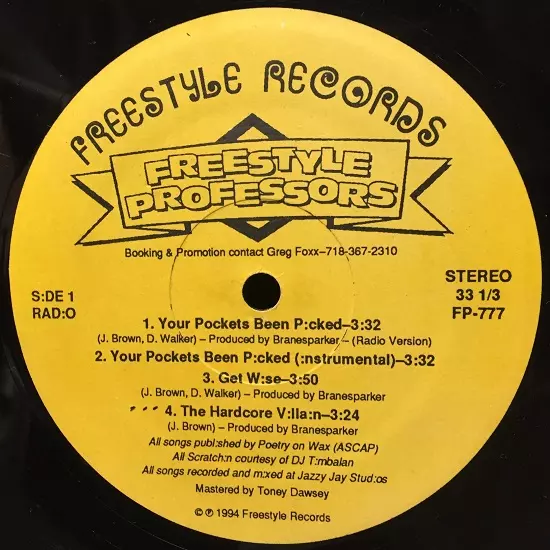 FREESTYLE RECORDS
FREESTYLE
PROFESSORS
Booking & Promotion contact Greg Foxx–718-367-2310
S:DE 1
RAD:O
STEREO
33 1/3
FP-777
1. Your Pockets Been P:cked–3:32
(J. Brown, D. Walker) – Produced by Branesparker – (Radio Version)
2. Your Pockets Been P:cked (:nstrumental)–3:32
3. Get W:se–3:50
(J. Brown, D. Walker) – Produced by Branesparker
4. The Hardcore V:lla:n–3:24
(J. Brown) – Produced by Branesparker
All songs publ:shed by Poetry on Wax (ASCAP)
All Scratch:n courtesy of DJ T:mbalan
All songs recorded and m:xed at Jazzy Jay Stud:os
Mastered by Toney Dawsey
© ℗ 1994 Freestyle Records